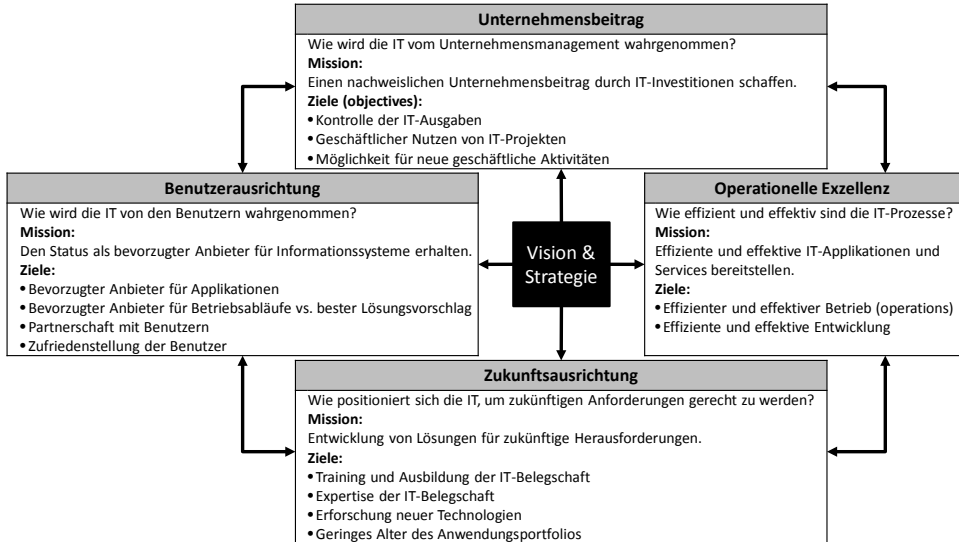 Unternehmensbeitrag
Wie wird die IT vom Unternehmensmanagement wahrgenommen?
Mission:
Einen nachweislichen Unternehmensbeitrag durch IT-Investitionen schaffen.
Ziele (objectives):
• Kontrolle der IT-Ausgaben
• Geschäftlicher Nutzen von IT-Projekten
• Möglichkeit für neue geschäftliche Aktivitäten
Benutzerausrichtung
Wie wird die IT von den Benutzern wahrgenommen?
Mission:
Den Status als bevorzugter Anbieter für Informationssysteme erhalten.
Ziele:
• Bevorzugter Anbieter für Applikationen
• Bevorzugter Anbieter für Betriebsabläufe vs. bester Lösungsvorschlag
• Partnerschaft mit Benutzern
• Zufriedenstellung der Benutzer
Vision &
Strategie
Operationelle Exzellenz
Wie effizient und effektiv sind die IT-Prozesse?
Mission:
Effiziente und effektive IT-Applikationen und
Services bereitstellen.
Ziele:
• Effizienter und effektiver Betrieb (operations)
• Effiziente und effektive Entwicklung
Zukunftsausrichtung
Wie positioniert sich die IT, um zukünftigen Anforderungen gerecht zu werden?
Mission:
Entwicklung von Lösungen für zukünftige Herausforderungen.
Ziele:
• Training und Ausbildung der IT-Belegschaft
• Expertise der IT-Belegschaft
• Erforschung neuer Technologien
• Geringes Alter des Anwendungsportfolios